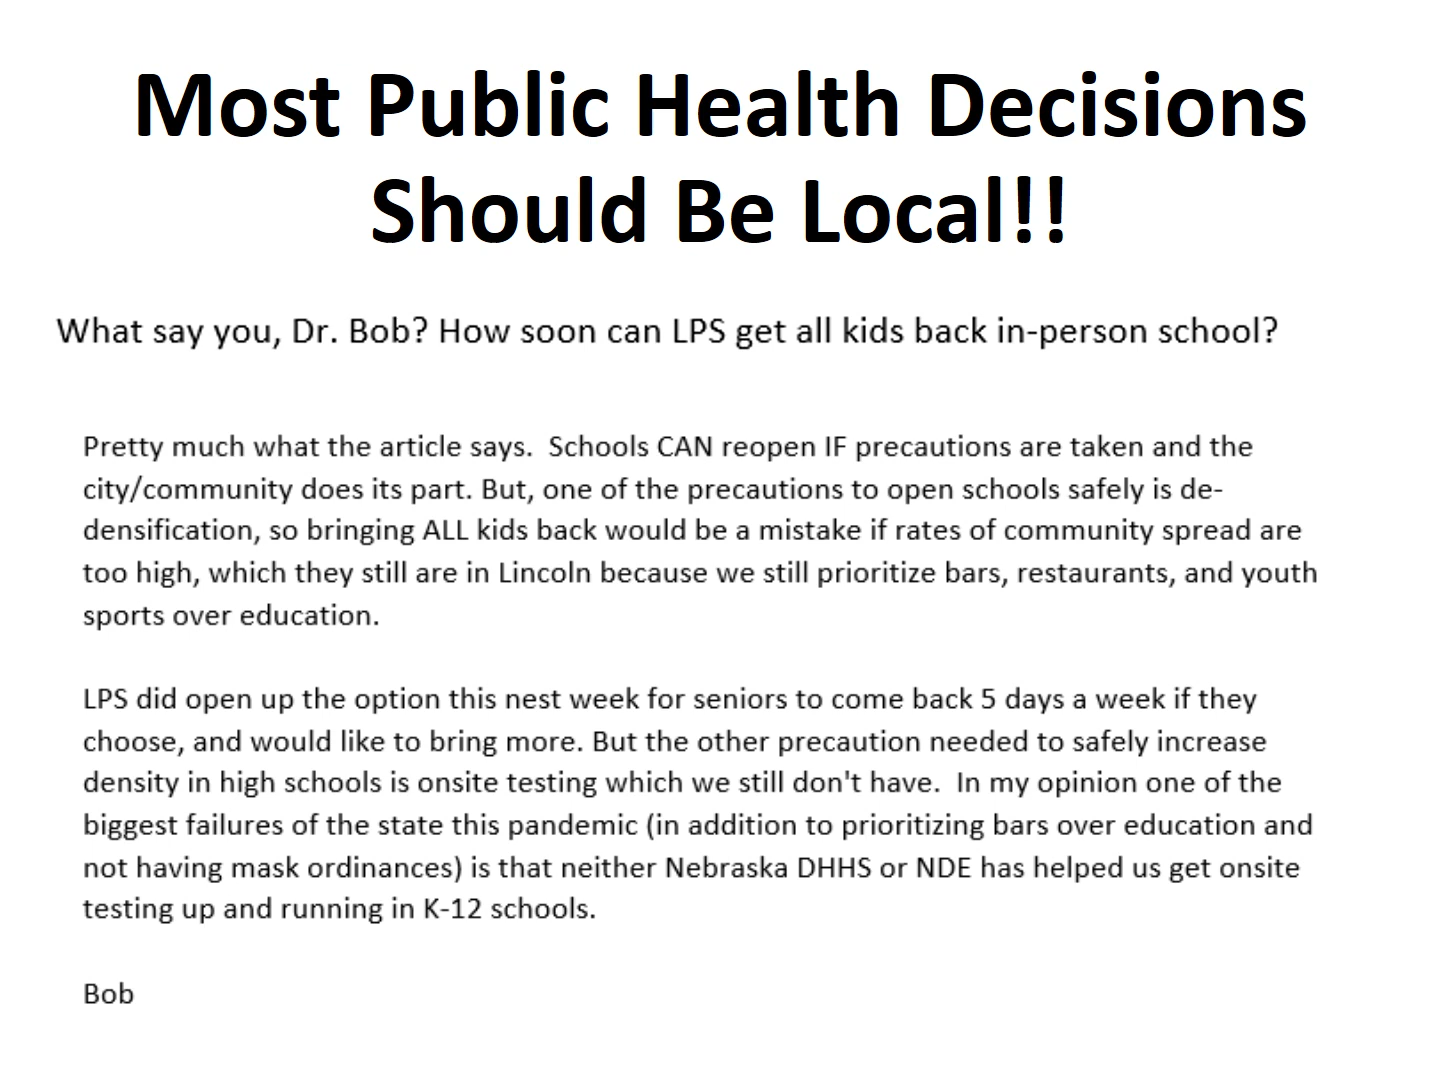 Most Public Health Decisions
Should Be Local!!
What say you, Dr. Bob? How soon can LPS get all kids back in-person school?
Pretty much what the article says.  Schools CAN reopen IF precautions are taken and the
city/community does its part. But, one of the precautions to open schools safely is de-
densification, so bringing ALL kids back would be a mistake if rates of community spread are
too high, which they still are in Lincoln because we still prioritize bars, restaurants, and youth
sports over education.
LPS did open up the option this nest week for seniors to come back 5 days a week if they
choose, and would like to bring more. But the other precaution needed to safely increase
density in high schools is onsite testing which we still don't have.  In my opinion one of the
biggest failures of the state this pandemic (in addition to prioritizing bars over education and
not having mask ordinances) is that neither Nebraska DHHS or NDE has helped us get onsite
testing up and running in K-12 schools.
Bob